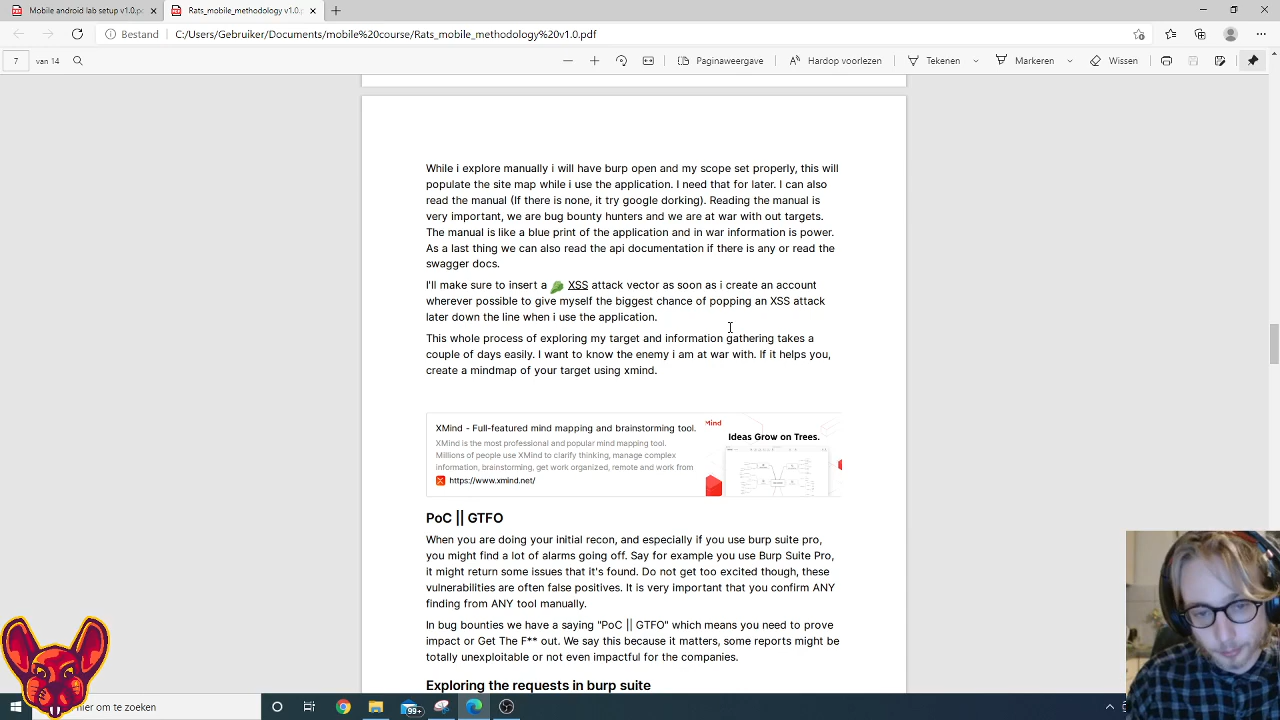 Mobile android lab setup v1.0.pc
Rats_mobile_methodology v1.0.p
Bestand
C:/Users/Gebruiker/Documents/mobile%20course/Rats_mobile_methodology%20v1.0.pdf
7
van 14
Paginaweergave
Hardop voorlezen
Tekenen
Markeren
Wissen
While i explore manually i will have burp open and my scope set properly, this will
populate the site map while i use the application. I need that for later. I can also
read the manual (If there is none, it try google dorking). Reading the manual is
very important, we are bug bounty hunters and we are at war with out targets.
The manual is like a blue print of the application and in war information is power.
As a last thing we can also read the api documentation if there is any or read the
swagger docs.
I'll make sure to insert a XSS attack vector as soon as i create an account
wherever possible to give myself the biggest chance of popping an XSS attack
later down the line when i use the application.
This whole process of exploring my target and information gathering takes a
couple of days easily. I want to know the enemy i am at war with. If it helps you,
create a mindmap of your target using xmind.
XMind - Full-featured mind mapping and brainstorming tool.
XMind is the most professional and popular mind mapping tool.
Millions of people use XMind to clarify thinking, manage complex
information, brainstorming, get work organized, remote and work from
https://www.xmind.net/
Mind
Ideas Grow on Trees.
PoC || GTFO
When you are doing your initial recon, and especially if you use burp suite pro,
you might find a lot of alarms going off. Say for example you use Burp Suite Pro,
it might return some issues that it's found. Do not get too excited though, these
vulnerabilities are often false positives. It is very important that you confirm ANY
finding from ANY tool manually.
In bug bounties we have a saying "PoC || GTFO" which means you need to prove
impact or Get The F** out. We say this because it matters, some reports might be
totally unexploitable or not even impactful for the companies.
Exploring the requests in burp suite
hier om te zoeken
99+